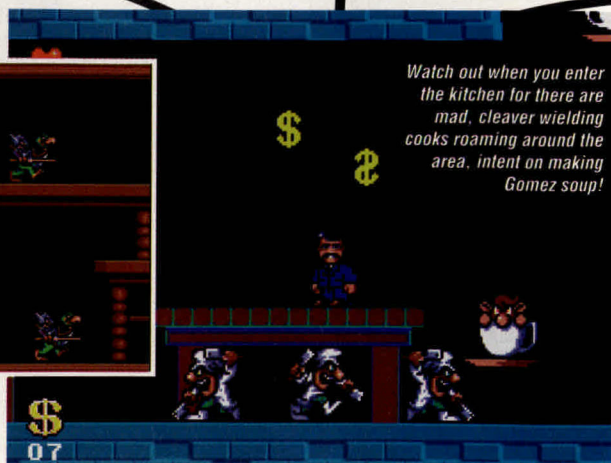 Watch out when you enter
the kitchen for there are
mad, cleaver wielding
cooks roaming around the
area, intent on making
Gomez soup!
$
$
$
07